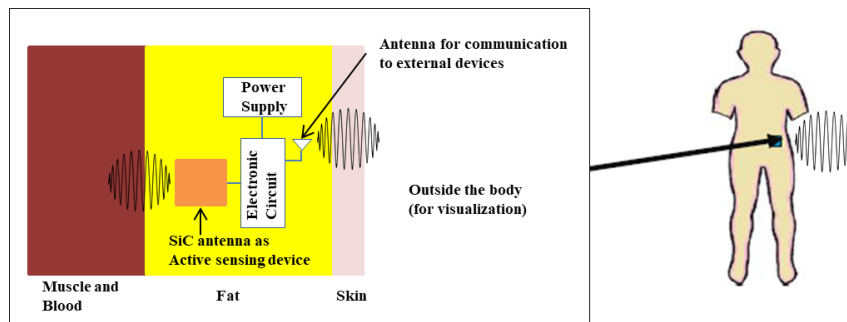 Antenna for communication
to external devices
Power
Supply
Electronic
Circuit
Outside the body
(for visualization)
SiC antenna as
Active sensing device
Muscle and
Blood
Fat
Skin